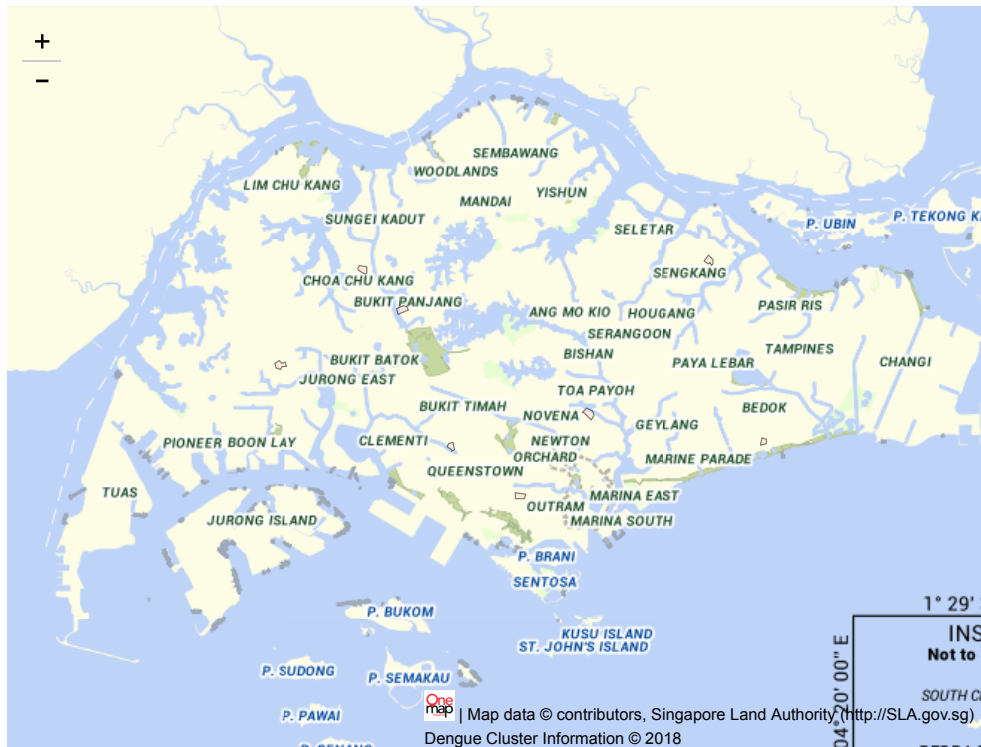 +
−
SEMBAWANG
WOODLANDS
LIM CHU KANG
YISHUN
MANDAI
SUNGEI KADUT
SELETAR
P. UBIN
P. TEKONG
SENGKANG
CHOA CHU KANG
BUKIT PANJANG
PASIR RIS
ANG MO KIO
HOUGANG
SERANGOON
BISHAN
TAMPINES
BUKIT BATOK
PAYA LEBAR
CHANGI
JURONG EAST
TOA PAYOH
BUKIT TIMAH
BEDOK
NOVENA
GEYLANG
PIONEER
BOON LAY
CLEMENTI
NEWTON
ORCHARD
MARINE PARADE
QUEENSTOWN
TUAS
MARINA EAST
OUTRAM
JURONG ISLAND
MARINA SOUTH
P. BRANI
SENTOSA
P. BUKOM
1° 29'
KUSU ISLAND
INS
ST. JOHN'S ISLAND
Not to
P. SUDONG
P. SEMAKAU
04° 20' 00" E
SOUTH C
P. PAWAI
One
map
| Map data © contributors, Singapore Land Authority (http://SLA.gov.sg)
Dengue Cluster Information © 2018